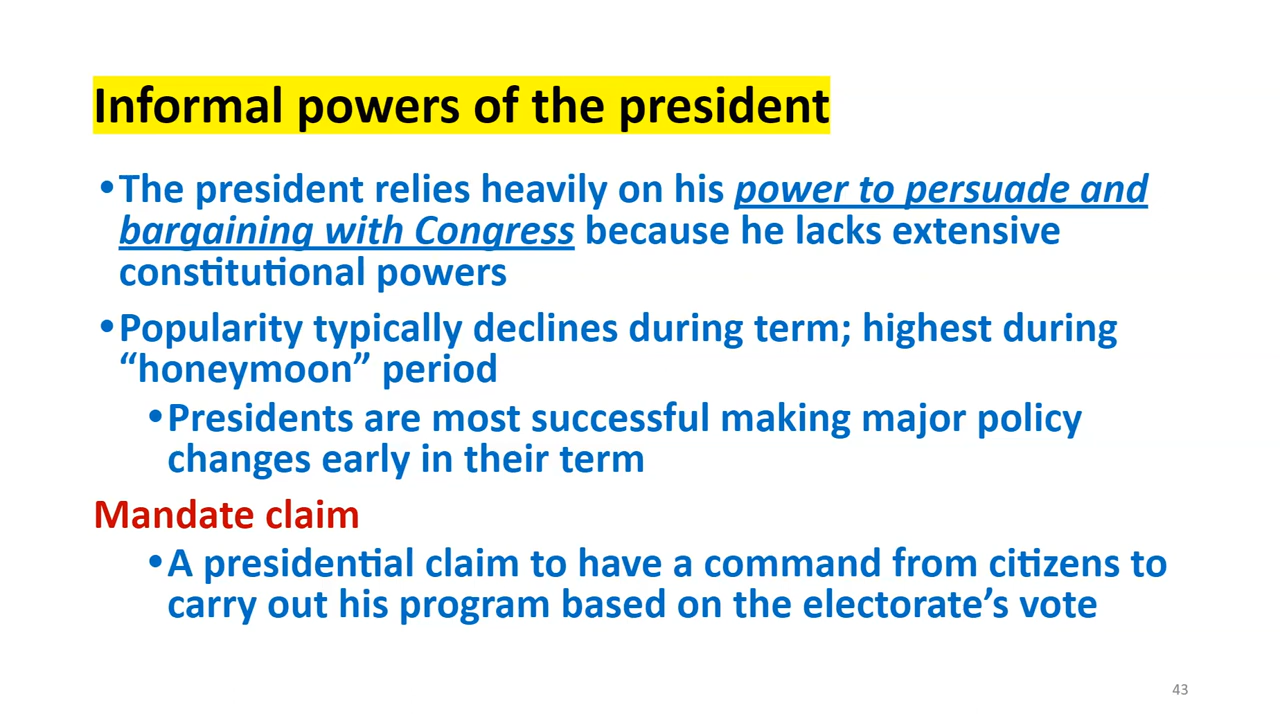 Informal powers of the president
•The president relies heavily on his power to persuade and
bargaining with Congress because he lacks extensive
constitutional powers
•Popularity typically declines during term; highest during
“honeymoon” period
•Presidents are most successful making major policy
changes early in their term
Mandate claim
•A presidential claim to have a command from citizens to
carry out his program based on the electorate’s vote
43